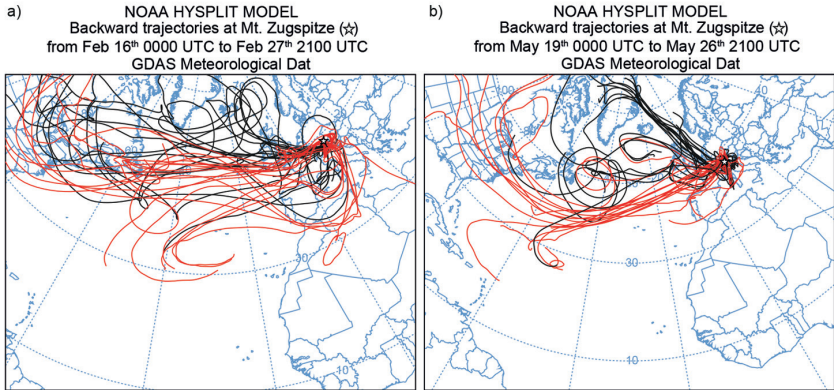 a)
NOAA HYSPLIT MODEL
Backward trajectories at Mt. Zugspitze (☆)
from Feb 16th 0000 UTC to Feb 27th 2100 UTC
GDAS Meteorological Dat
30
10
b)
NOAA HYSPLIT MODEL
Backward trajectories at Mt. Zugspitze (☆)
from May 19th 0000 UTC to May 26th 2100 UTC
GDAS Meteorological Dat
40
30
10